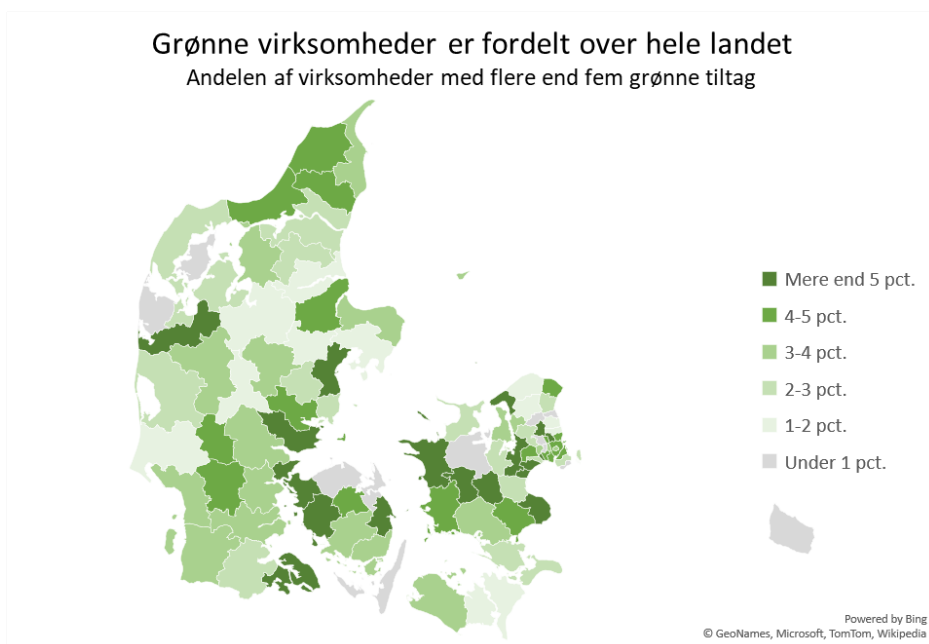 Grønne virksomheder er fordelt over hele landet
Andelen af virksomheder med flere end fem grønne tiltag
Mere end 5 pct.
4-5 pct.
3-4 pct.
2-3 pct.
1-2 pct.
Under 1 pct.
Powered by Bing
© GeoNames, Microsoft, TomTom, Wikipedia